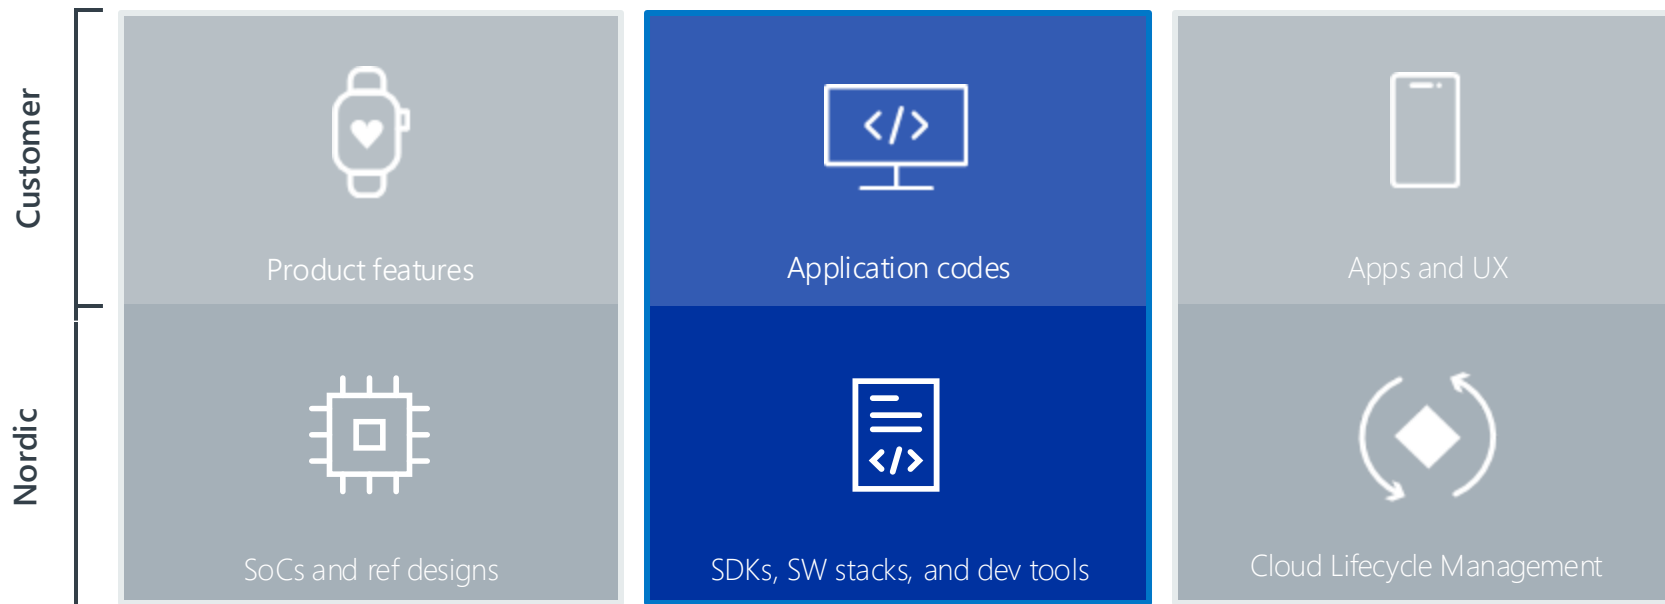 Customer
Product features
Application codes
</>
Apps and UX
Nordic
SoCs and ref designs
</>
SDKs, SW stacks, and dev tools
Cloud Lifecycle Management